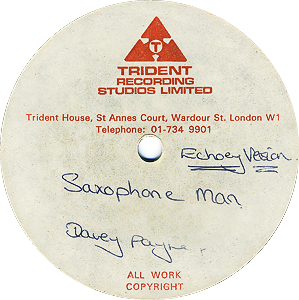 T
TRIDENT
RECORDING
STUDIOS LIMITED
Trident House, St Annes Court, Wardour St. London W1
Telephone: 01-734 9901
Echoey Version
Saxophone Man
Davey Payne
ALL WORK
COPYRIGHT